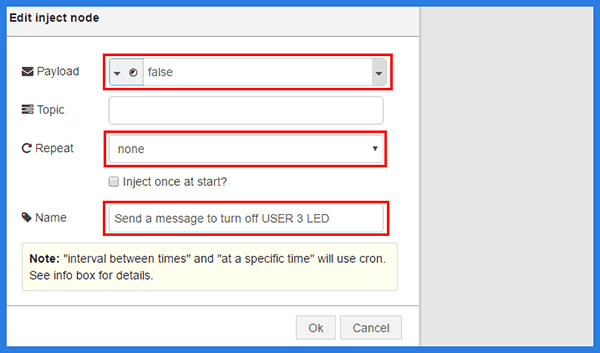 Edit inject node
Payload false
Topic
Repeat none
Inject once at start?
Name Send a message to turn off USER 3 LED
Note: "interval between times" and "at a specific time" will use cron.
See info box for details.
Ok Cancel